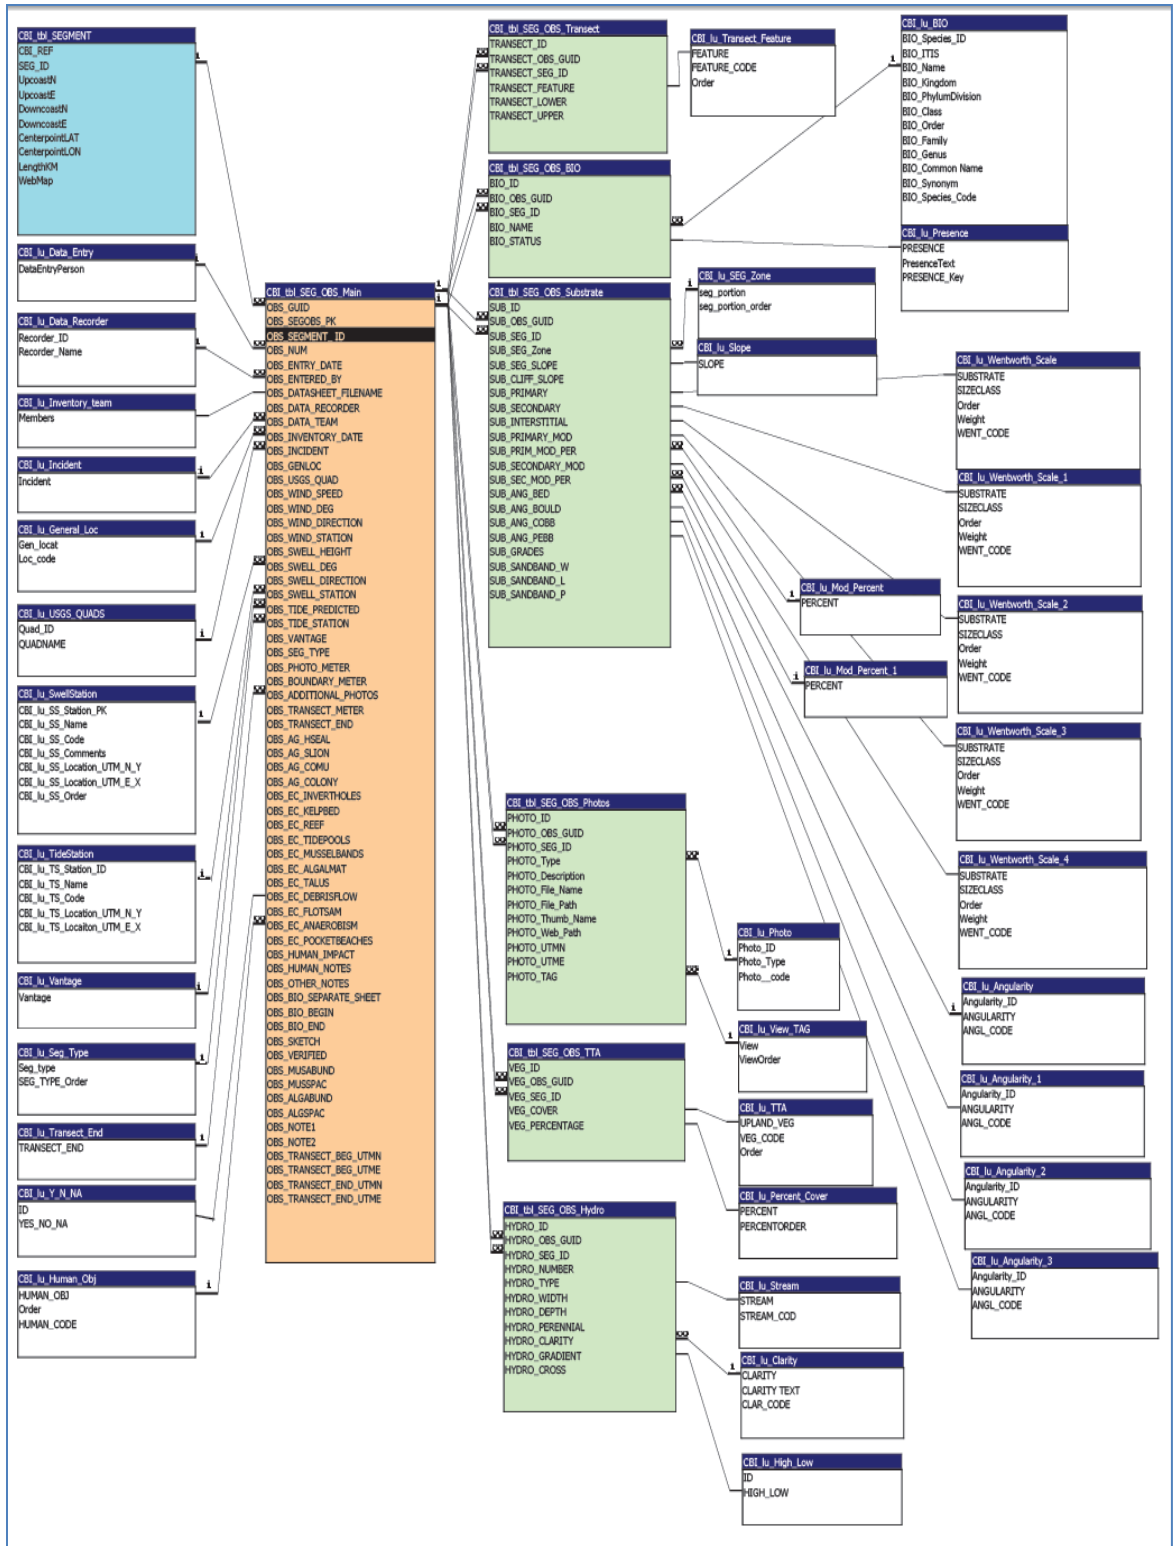 CBI_tbl_SEGMENT
CBI_REF
SEG_ID
UpcoastN
UpcoastE
DowncoastN
DowncoastE
CenterpointLAT
CenterpointLON
LengthKM
WebMap
CBI_lu_Data_Entry
DataEntryPerson
CBI_lu_Data_Recorder
Recorder_ID
Recorder_Name
CBI_lu_Inventory_team
Members
CBI_lu_Incident
Incident
CBI_lu_General_Loc
Gen_locat
Loc_code
CBI_lu_USGS_QUADS
Quad_ID
QUADNAME
CBI_lu_SwellStation
CBI_lu_SS_Station_PK
CBI_lu_SS_Name
CBI_lu_SS_Code
CBI_lu_SS_Comments
CBI_lu_SS_Location_UTM_N_Y
CBI_lu_SS_Location_UTM_E_X
CBI_lu_SS_Order
CBI_lu_TideStation
CBI_lu_TS_Station_ID
CBI_lu_TS_Name
CBI_lu_TS_Code
CBI_lu_TS_Location_UTM_N_Y
CBI_lu_TS_Locaiton_UTM_E_X
CBI_lu_Vantage
Vantage
CBI_lu_Seg_Type
Seg_type
SEG_TYPE_Order
CBI_lu_Transect_End
TRANSECT_END
CBI_lu_Y_N_NA
ID
YES_NO_NA
CBI_lu_Human_Obj
HUMAN_OBJ
Order
HUMAN_CODE
CBI_tbl_SEG_OBS_Main
OBS_GUID
OBS_SEGOBS_PK
OBS_SEGMENT_ID
OBS_NUM
OBS_ENTRY_DATE
OBS_ENTERED_BY
OBS_DATASHEET_FILENAME
OBS_DATA_RECORDER
OBS_DATA_TEAM
OBS_INVENTORY_DATE
OBS_INCIDENT
OBS_GENLOC
OBS_USGS_QUAD
OBS_WIND_SPEED
OBS_WIND_DEG
OBS_WIND_DIRECTION
OBS_WIND_STATION
OBS_SWELL_HEIGHT
OBS_SWELL_DEG
OBS_SWELL_DIRECTION
OBS_SWELL_STATION
OBS_TIDE_PREDICTED
OBS_TIDE_STATION
OBS_VANTAGE
OBS_SEG_TYPE
OBS_PHOTO_METER
OBS_BOUNDARY_METER
OBS_ADDITIONAL_PHOTOS
OBS_TRANSECT_METER
OBS_TRANSECT_END
OBS_AG_HSEAL
OBS_AG_SLION
OBS_AG_COMU
OBS_AG_COLONY
OBS_EC_INVERTHOLES
OBS_EC_KELPBED
OBS_EC_REEF
OBS_EC_TIDEPOOLS
OBS_EC_MUSSELBANDS
OBS_EC_ALGALMAT
OBS_EC_TALUS
OBS_EC_DEBRISFLOW
OBS_EC_FLOTSAM
OBS_EC_ANAEROBISM
OBS_EC_POCKETBEACHES
OBS_HUMAN_IMPACT
OBS_HUMAN_NOTES
OBS_OTHER_NOTES
OBS_BIO_SEPARATE_SHEET
OBS_BIO_BEGIN
OBS_BIO_END
OBS_SKETCH
OBS_VERIFIED
OBS_MUSABUND
OBS_MUSSPAC
OBS_ALGABUND
OBS_ALGSPAC
OBS_NOTE1
OBS_NOTE2
OBS_TRANSECT_BEG_UTMN
OBS_TRANSECT_BEG_UTME
OBS_TRANSECT_END_UTMN
OBS_TRANSECT_END_UTME
CBI_tbl_SEG_OBS_Transect
TRANSECT_ID
TRANSECT_OBS_GUID
TRANSECT_SEG_ID
TRANSECT_FEATURE
TRANSECT_LOWER
TRANSECT_UPPER
CBI_tbl_SEG_OBS_BIO
BIO_ID
BIO_OBS_GUID
BIO_SEG_ID
BIO_NAME
BIO_STATUS
CBI_tbl_SEG_OBS_Substrate
SUB_ID
SUB_OBS_GUID
SUB_SEG_ID
SUB_SEG_Zone
SUB_SEG_SLOPE
SUB_CLIFF_SLOPE
SUB_PRIMARY
SUB_SECONDARY
SUB_INTERSTITIAL
SUB_PRIMARY_MOD
SUB_PRIM_MOD_PER
SUB_SECONDARY_MOD
SUB_SEC_MOD_PER
SUB_ANG_BED
SUB_ANG_BOULD
SUB_ANG_COBB
SUB_ANG_PEBB
SUB_GRADES
SUB_SANDBAND_W
SUB_SANDBAND_L
SUB_SANDBAND_P
CBI_tbl_SEG_OBS_Photos
PHOTO_ID
PHOTO_OBS_GUID
PHOTO_SEG_ID
PHOTO_Type
PHOTO_Description
PHOTO_File_Name
PHOTO_File_Path
PHOTO_Thumb_Name
PHOTO_Web_Path
PHOTO_UTMN
PHOTO_UTME
PHOTO_TAG
CBI_tbl_SEG_OBS_TTA
VEG_ID
VEG_OBS_GUID
VEG_SEG_ID
VEG_COVER
VEG_PERCENTAGE
CBI_tbl_SEG_OBS_Hydro
HYDRO_ID
HYDRO_OBS_GUID
HYDRO_SEG_ID
HYDRO_NUMBER
HYDRO_TYPE
HYDRO_WIDTH
HYDRO_DEPTH
HYDRO_PERENNIAL
HYDRO_CLARITY
HYDRO_GRADIENT
HYDRO_CROSS
CBI_lu_Transect_Feature
FEATURE
FEATURE_CODE
Order
CBI_lu_SEG_Zone
seg_portion
seg_portion_order
CBI_lu_Slope
SLOPE
CBI_lu_Mod_Percent
PERCENT
CBI_lu_Mod_Percent_1
PERCENT
CBI_lu_Photo
Photo_ID
Photo_Type
Photo__code
CBI_lu_View_TAG
View
ViewOrder
CBI_lu_TTA
UPLAND_VEG
VEG_CODE
Order
CBI_lu_Percent_Cover
PERCENT
PERCENTORDER
CBI_lu_Stream
STREAM
STREAM_COD
CBI_lu_Clarity
CLARITY
CLARITY TEXT
CLAR_CODE
CBI_lu_High_Low
ID
HIGH_LOW
CBI_lu_BIO
BIO_Species_ID
BIO_ITIS
BIO_Name
BIO_Kingdom
BIO_PhylumDivision
BIO_Class
BIO_Order
BIO_Family
BIO_Genus
BIO_Common Name
BIO_Synonym
BIO_Species_Code
CBI_lu_Presence
PRESENCE
PresenceText
PRESENCE_Key
CBI_lu_Wentworth_Scale
SUBSTRATE
SIZECLASS
Order
Weight
WENT_CODE
CBI_lu_Wentworth_Scale_1
SUBSTRATE
SIZECLASS
Order
Weight
WENT_CODE
CBI_lu_Wentworth_Scale_2
SUBSTRATE
SIZECLASS
Order
Weight
WENT_CODE
CBI_lu_Wentworth_Scale_3
SUBSTRATE
SIZECLASS
Order
Weight
WENT_CODE
CBI_lu_Wentworth_Scale_4
SUBSTRATE
SIZECLASS
Order
Weight
WENT_CODE
CBI_lu_Angularity
Angularity_ID
ANGULARITY
ANGL_CODE
CBI_lu_Angularity_1
Angularity_ID
ANGULARITY
ANGL_CODE
CBI_lu_Angularity_2
Angularity_ID
ANGULARITY
ANGL_CODE
CBI_lu_Angularity_3
Angularity_ID
ANGULARITY
ANGL_CODE